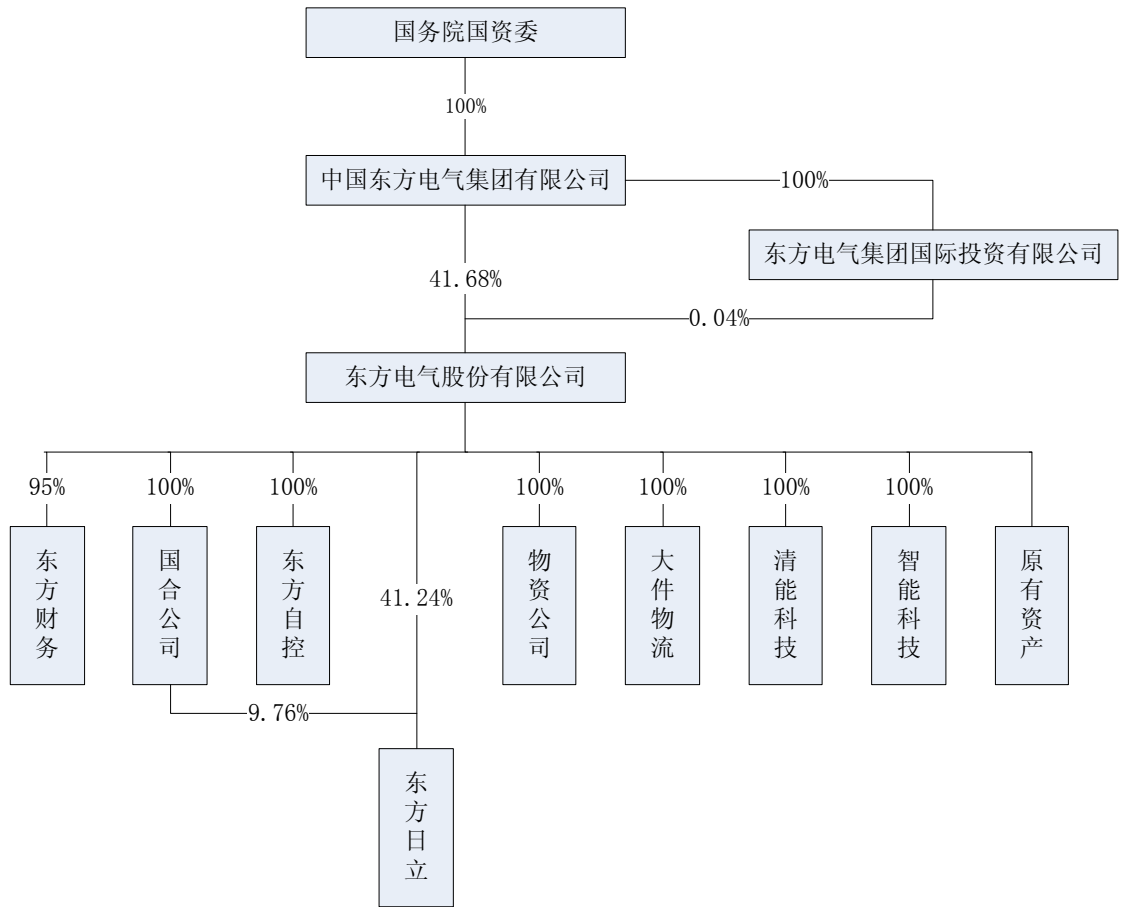 国务院国资委
100%
中国东方电气集团有限公司
100%
东方电气集团国际投资有限公司
41.68%
0.04%
东方电气股份有限公司
95%
100%
100%
100%
100%
100%
100%
东方财务
国合公司
东方自控
41.24%
物资公司
大件物流
清能科技
智能科技
原有资产
9.76%
东方日立